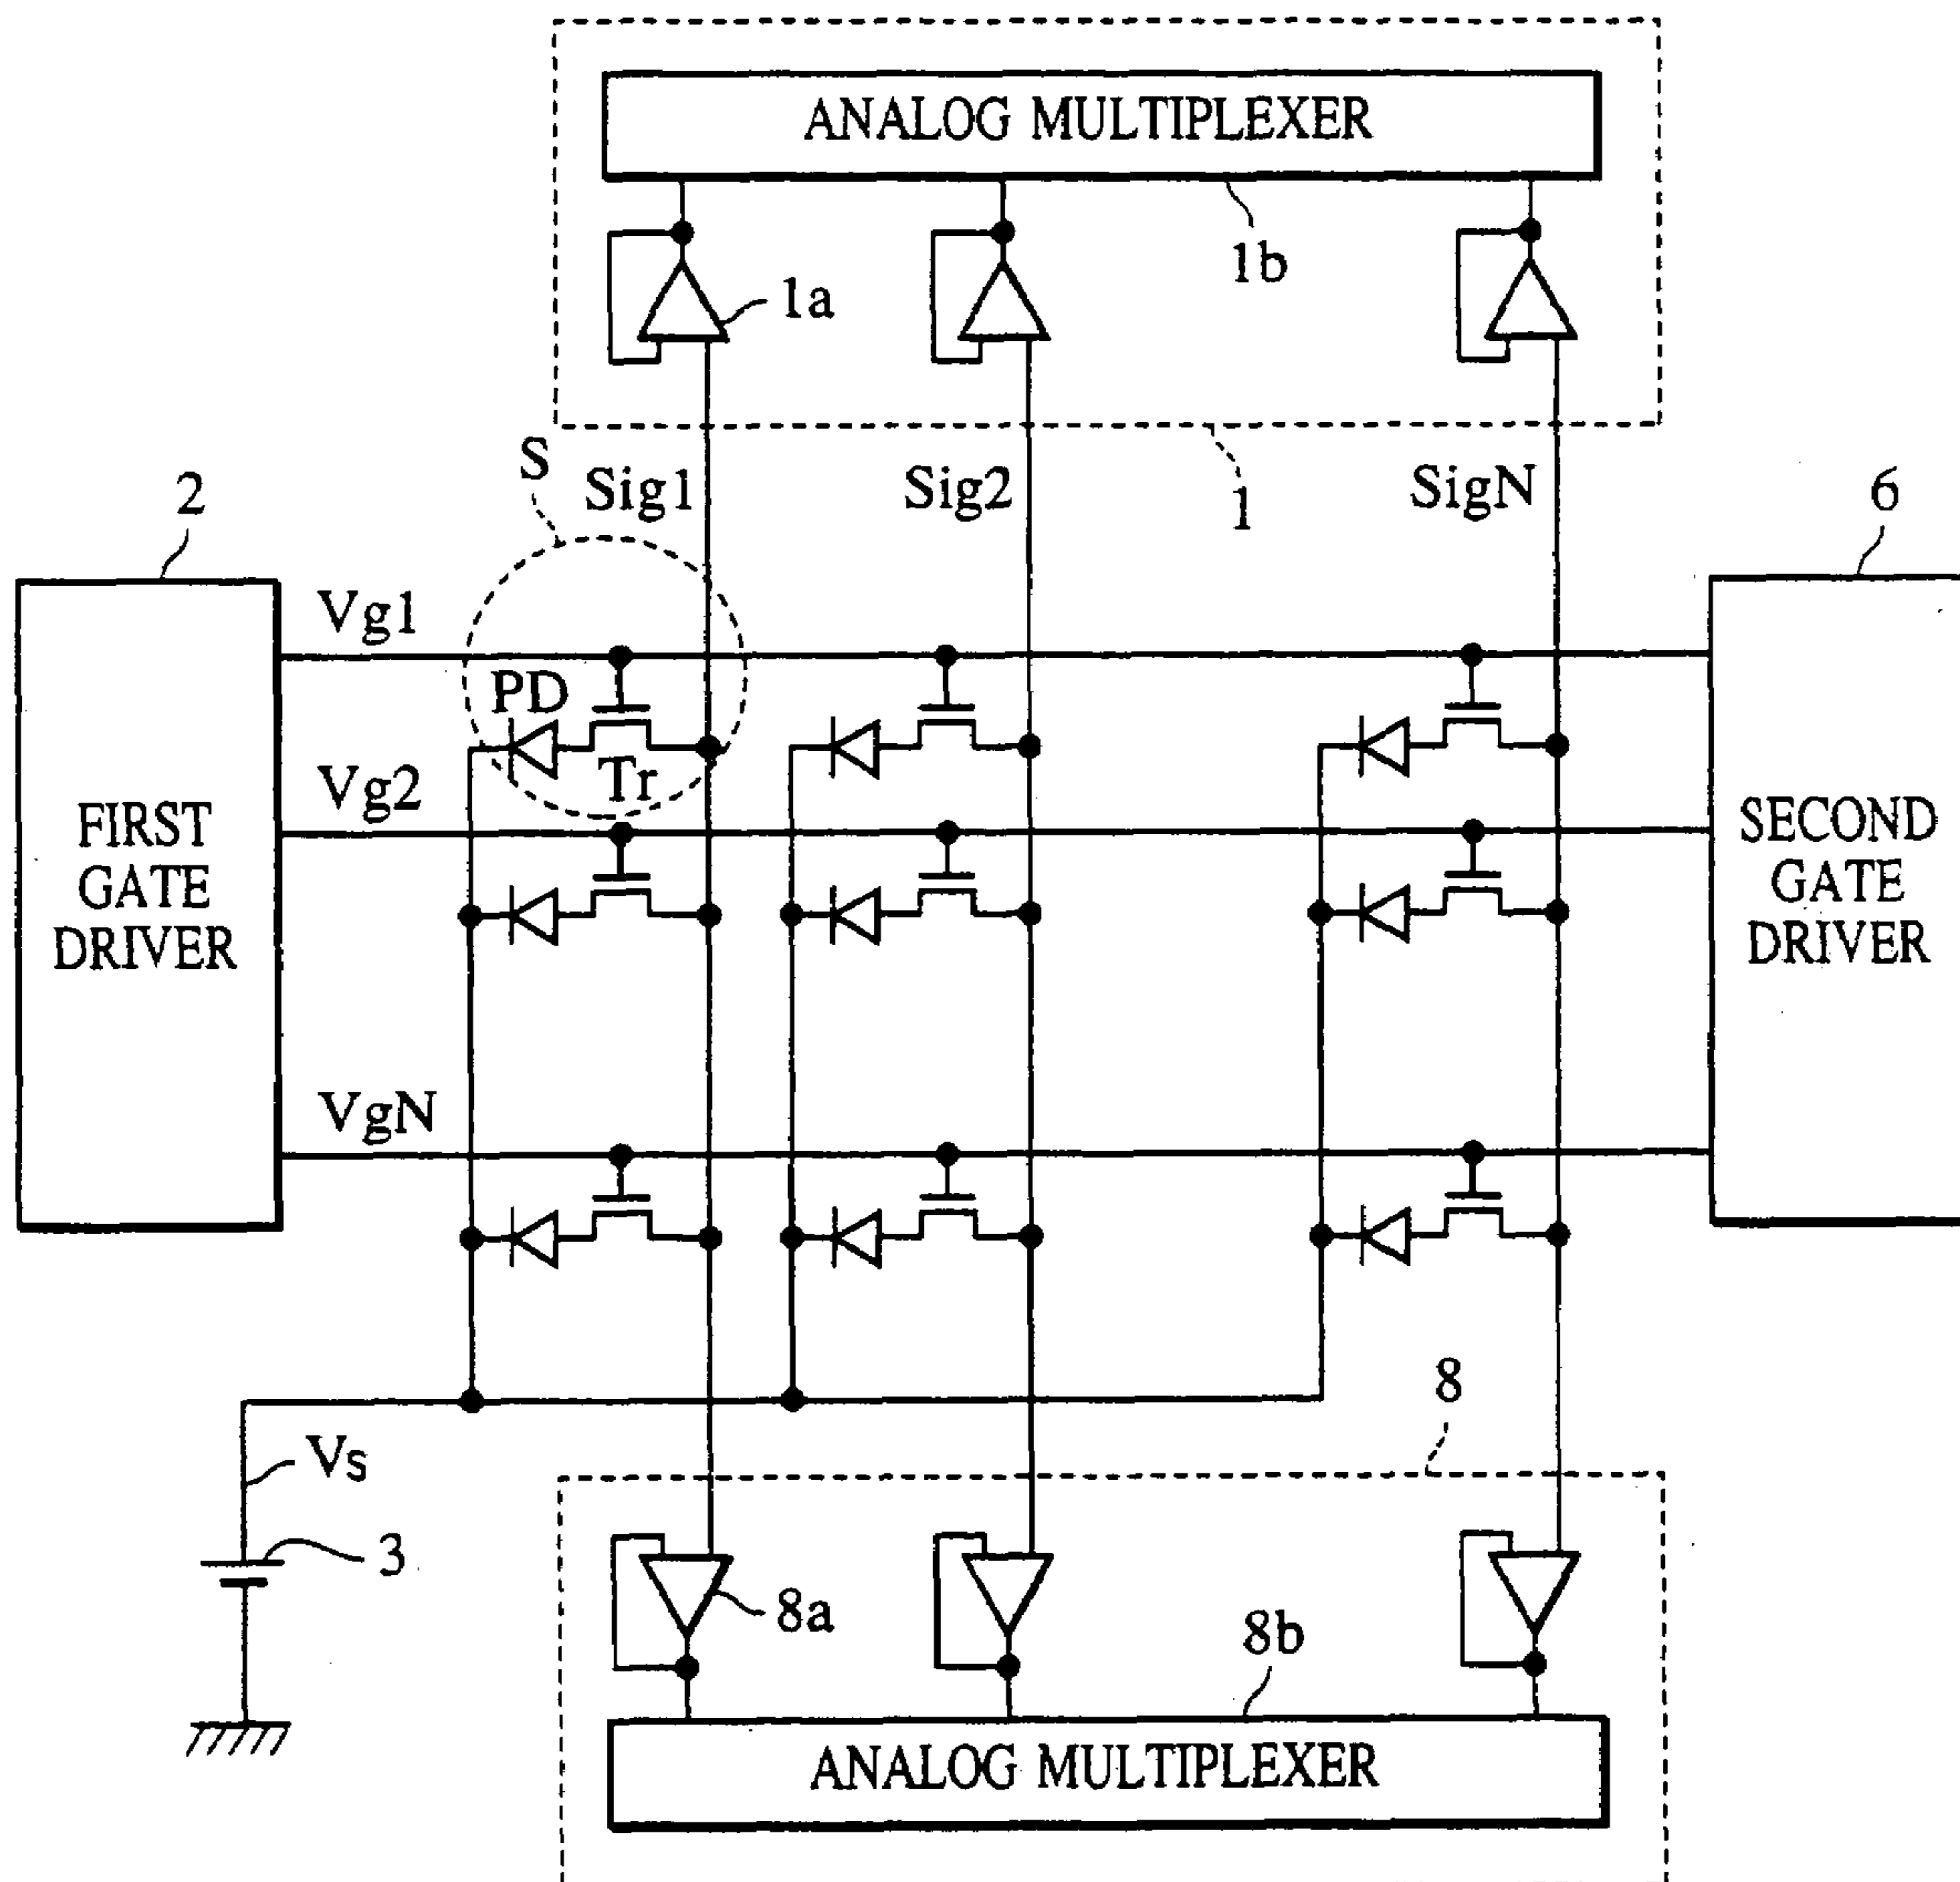 ANALOG MULTIPLEXER
1a
1b
S
Sig1
Sig2
SigN
1
2
6
Vg1
PD
Tr
Vg2
FIRST
GATE
DRIVER
SECOND
GATE
DRIVER
VgN
8
Vs
3
8a
8b
ANALOG MULTIPLEXER